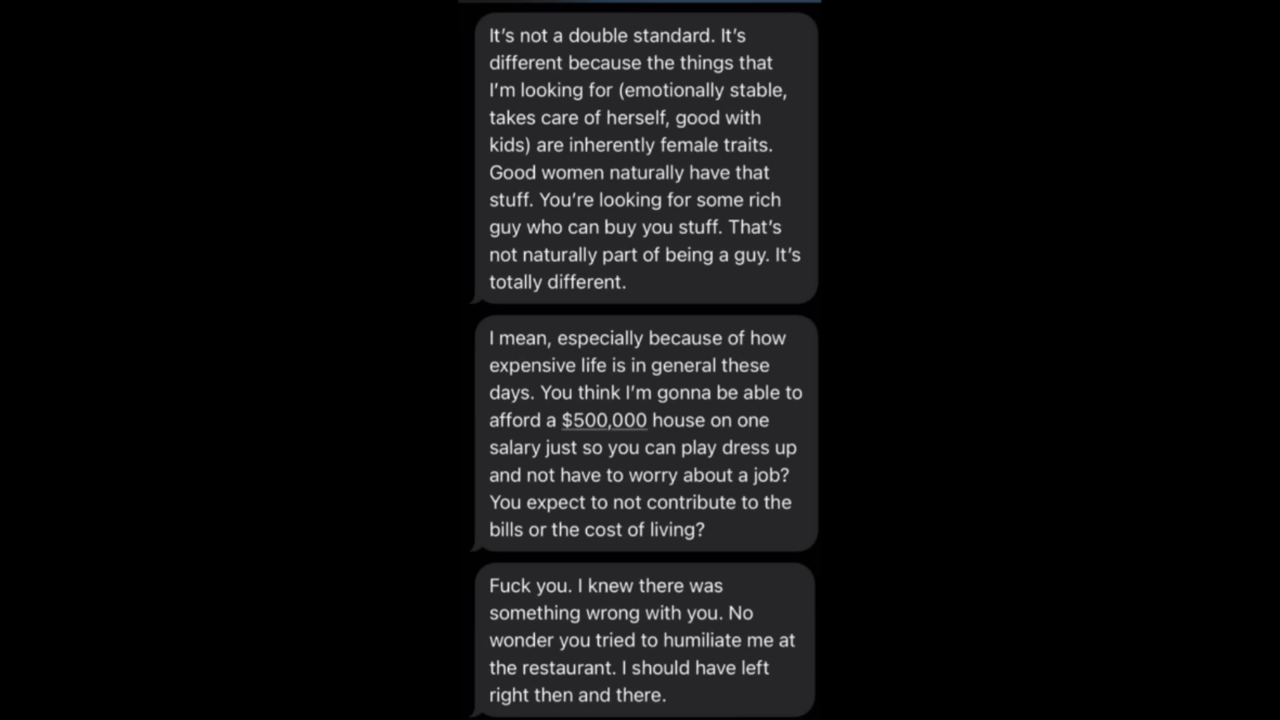 It’s not a double standard. It’s
different because the things that
I’m looking for (emotionally stable,
takes care of herself, good with
kids) are inherently female traits.
Good women naturally have that
stuff. You’re looking for some rich
guy who can buy you stuff. That’s
not naturally part of being a guy. It’s
totally different.
I mean, especially because of how
expensive life is in general these
days. You think I’m gonna be able to
afford a $500,000 house on one
salary just so you can play dress up
and not have to worry about a job?
You expect to not contribute to the
bills or the cost of living?
Fuck you. I knew there was
something wrong with you. No
wonder you tried to humiliate me at
the restaurant. I should have left
right then and there.